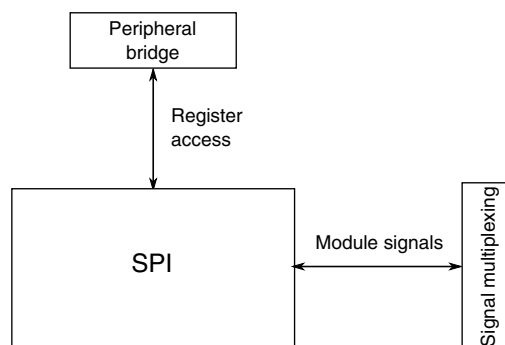 Peripheral
bridge
Register
access
SPI
Module signals
Signal multiplexing